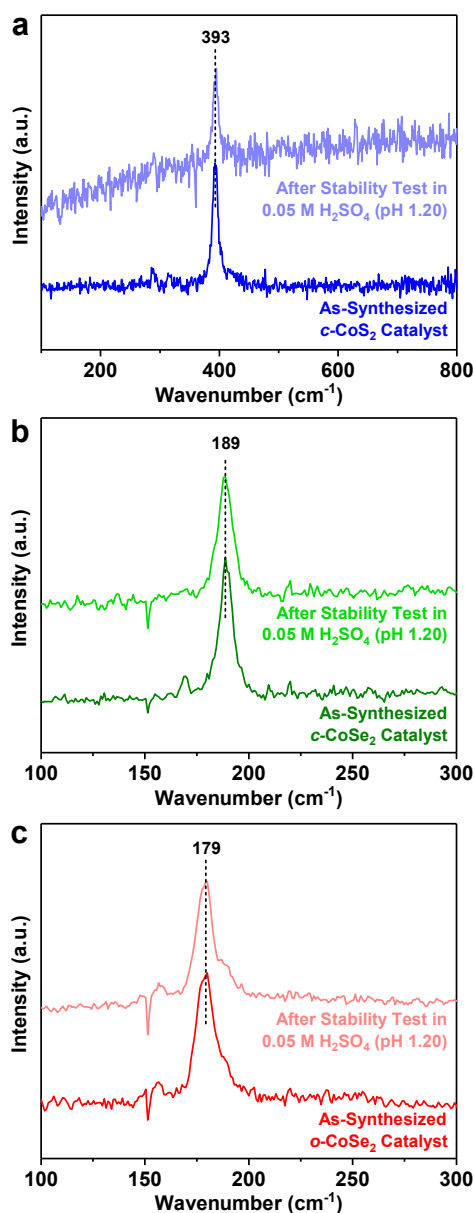 a
393
Intensity (a.u.)
After Stability Test in
0.05 M H₂SO₄ (pH 1.20)
As-Synthesized
c-CoS₂ Catalyst
200 400 600 800
Wavenumber (cm⁻¹)
b
189
Intensity (a.u.)
After Stability Test in
0.05 M H₂SO₄ (pH 1.20)
As-Synthesized
c-CoSe₂ Catalyst
100 150 200 250 300
Wavenumber (cm⁻¹)
c
179
Intensity (a.u.)
After Stability Test in
0.05 M H₂SO₄ (pH 1.20)
As-Synthesized
o-CoSe₂ Catalyst
100 150 200 250 300
Wavenumber (cm⁻¹)